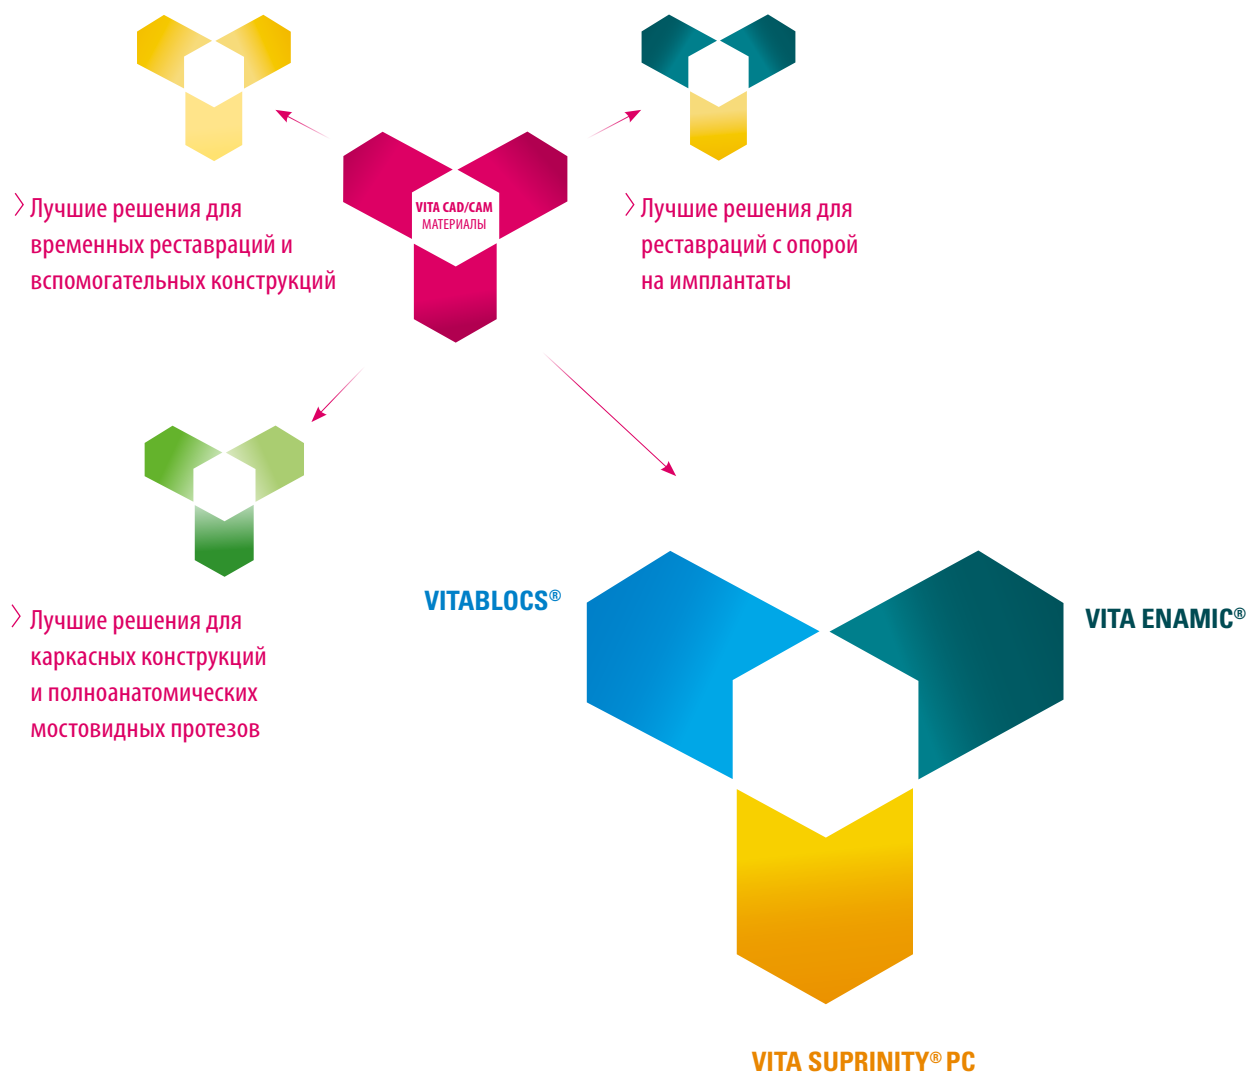 VITA CAD/CAM
МАТЕРИАЛЫ
〉Лучшие решения для
временных реставраций и
вспомогательных конструкций
〉Лучшие решения для
реставраций с опорой
на имплантаты
〉Лучшие решения для
каркасных конструкций
и полноанатомических
мостовидных протезов
VITABLOCS®
VITA ENAMIC®
VITA SUPRINITY® PC